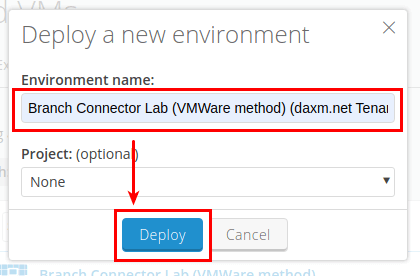 d VMs
Deploy a new environment
Environment name:
Branch Connector Lab (VMWare method) (daxm.net Tenan
Project: (optional)
None
Deploy
Cancel
Branch Connector Lab (VMWare method)